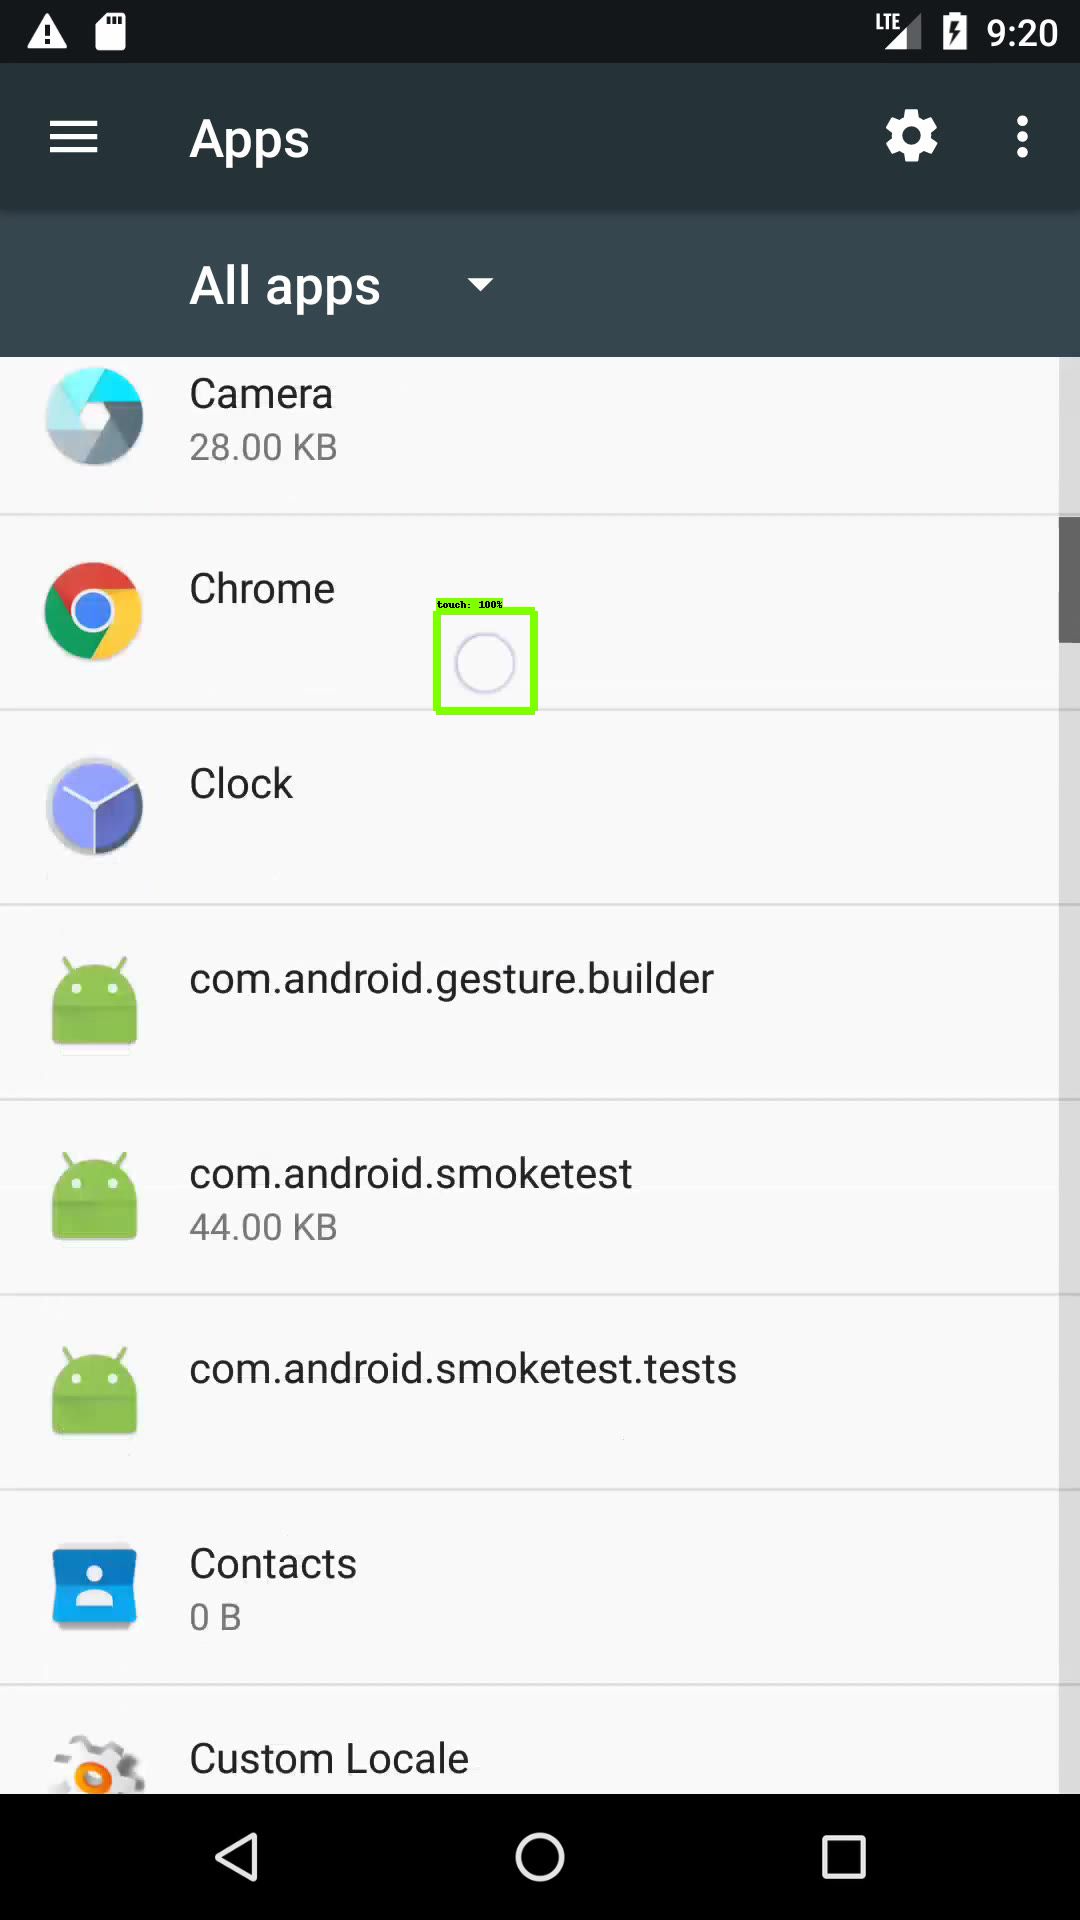 LTE 9:20
Apps
All apps
Camera
28.00 KB
Chrome
touch: 100%
Clock
com.android.gesture.builder
com.android.smoketest
44.00 KB
com.android.smoketest.tests
Contacts
0 B
Custom Locale